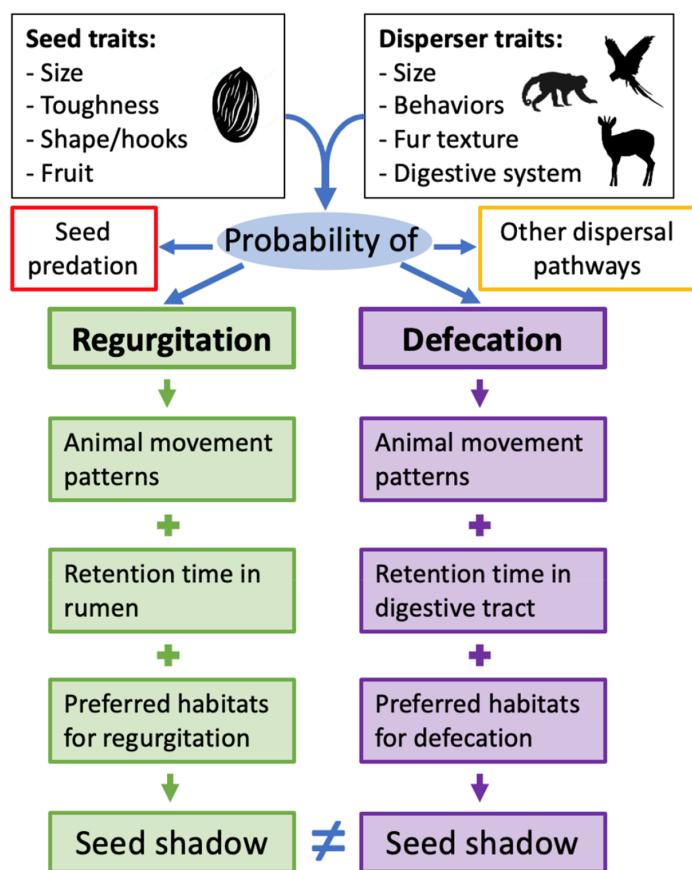 Seed traits:
- Size
- Toughness
- Shape/hooks
- Fruit
Disperser traits:
- Size
- Behaviors
- Fur texture
- Digestive system
Seed
predation
Probability of
Other dispersal
pathways
Regurgitation
Defecation
Animal movement
patterns
+
Retention time in
rumen
+
Preferred habitats
for regurgitation
Animal movement
patterns
+
Retention time in
digestive tract
+
Preferred habitats
for defecation
Seed shadow ≠ Seed shadow